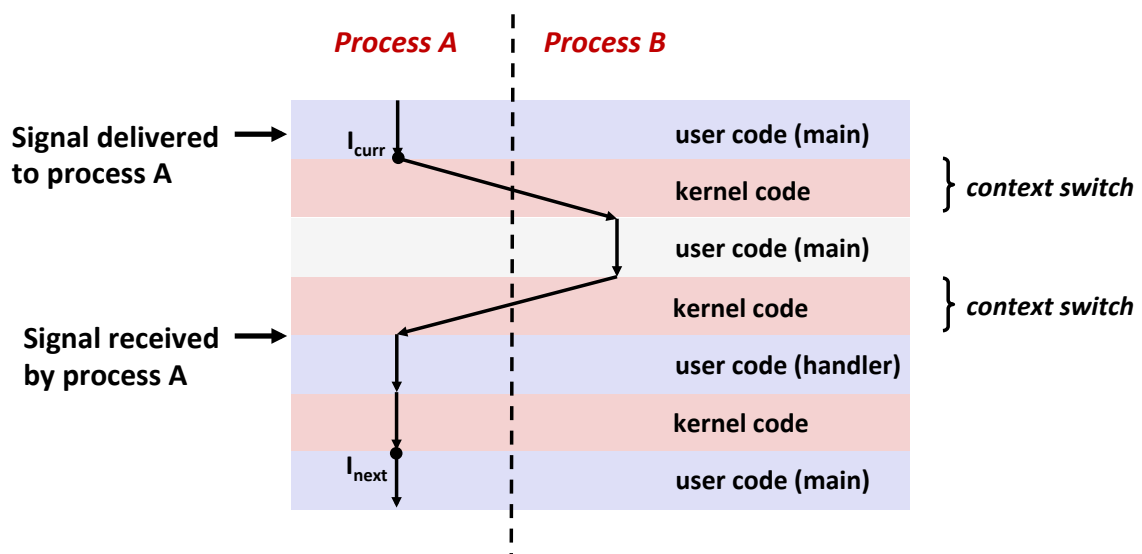 Process A
Process B
Signal delivered
to process A
I_curr
user code (main)
kernel code
context switch
user code (main)
kernel code
context switch
Signal received
by process A
user code (handler)
kernel code
I_next
user code (main)